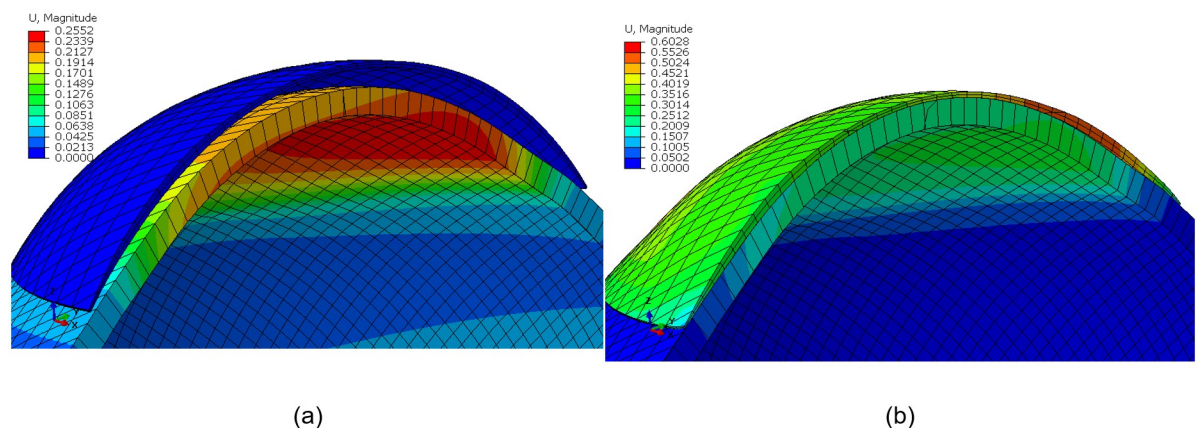 U, Magnitude
0.2552
0.2339
0.2127
0.1914
0.1701
0.1489
0.1276
0.1063
0.0851
0.0638
0.0425
0.0213
0.0000
Z
Y
X
U, Magnitude
0.6028
0.5526
0.5024
0.4521
0.4019
0.3516
0.3014
0.2512
0.2009
0.1507
0.1005
0.0502
0.0000
Z
Y
X
(a)
(b)